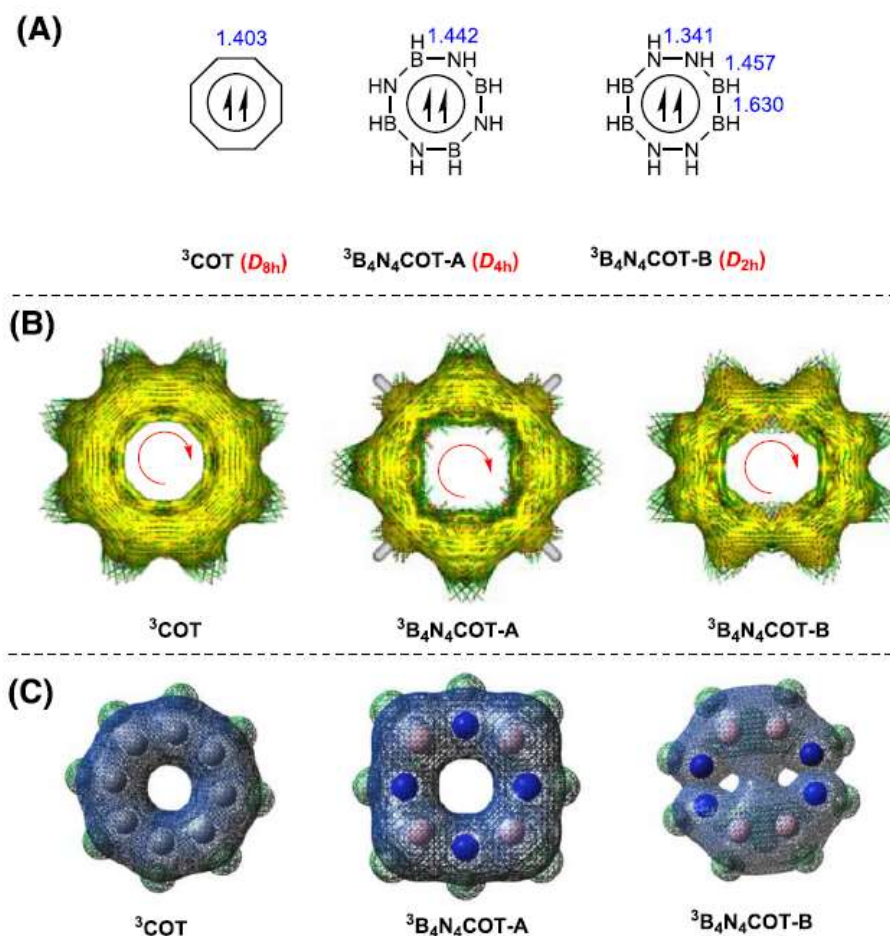 (A)
1.403
H 1.442
B NH
HN BH
HB NH
N B
H H
H 1.341
N NH 1.457
HB BH
1.630
HB BH
N N
H H
³COT (D8h) ³B₄N₄COT-A (D4h) ³B₄N₄COT-B (D2h)
(B)
³COT ³B₄N₄COT-A ³B₄N₄COT-B
(C)
³COT ³B₄N₄COT-A ³B₄N₄COT-B